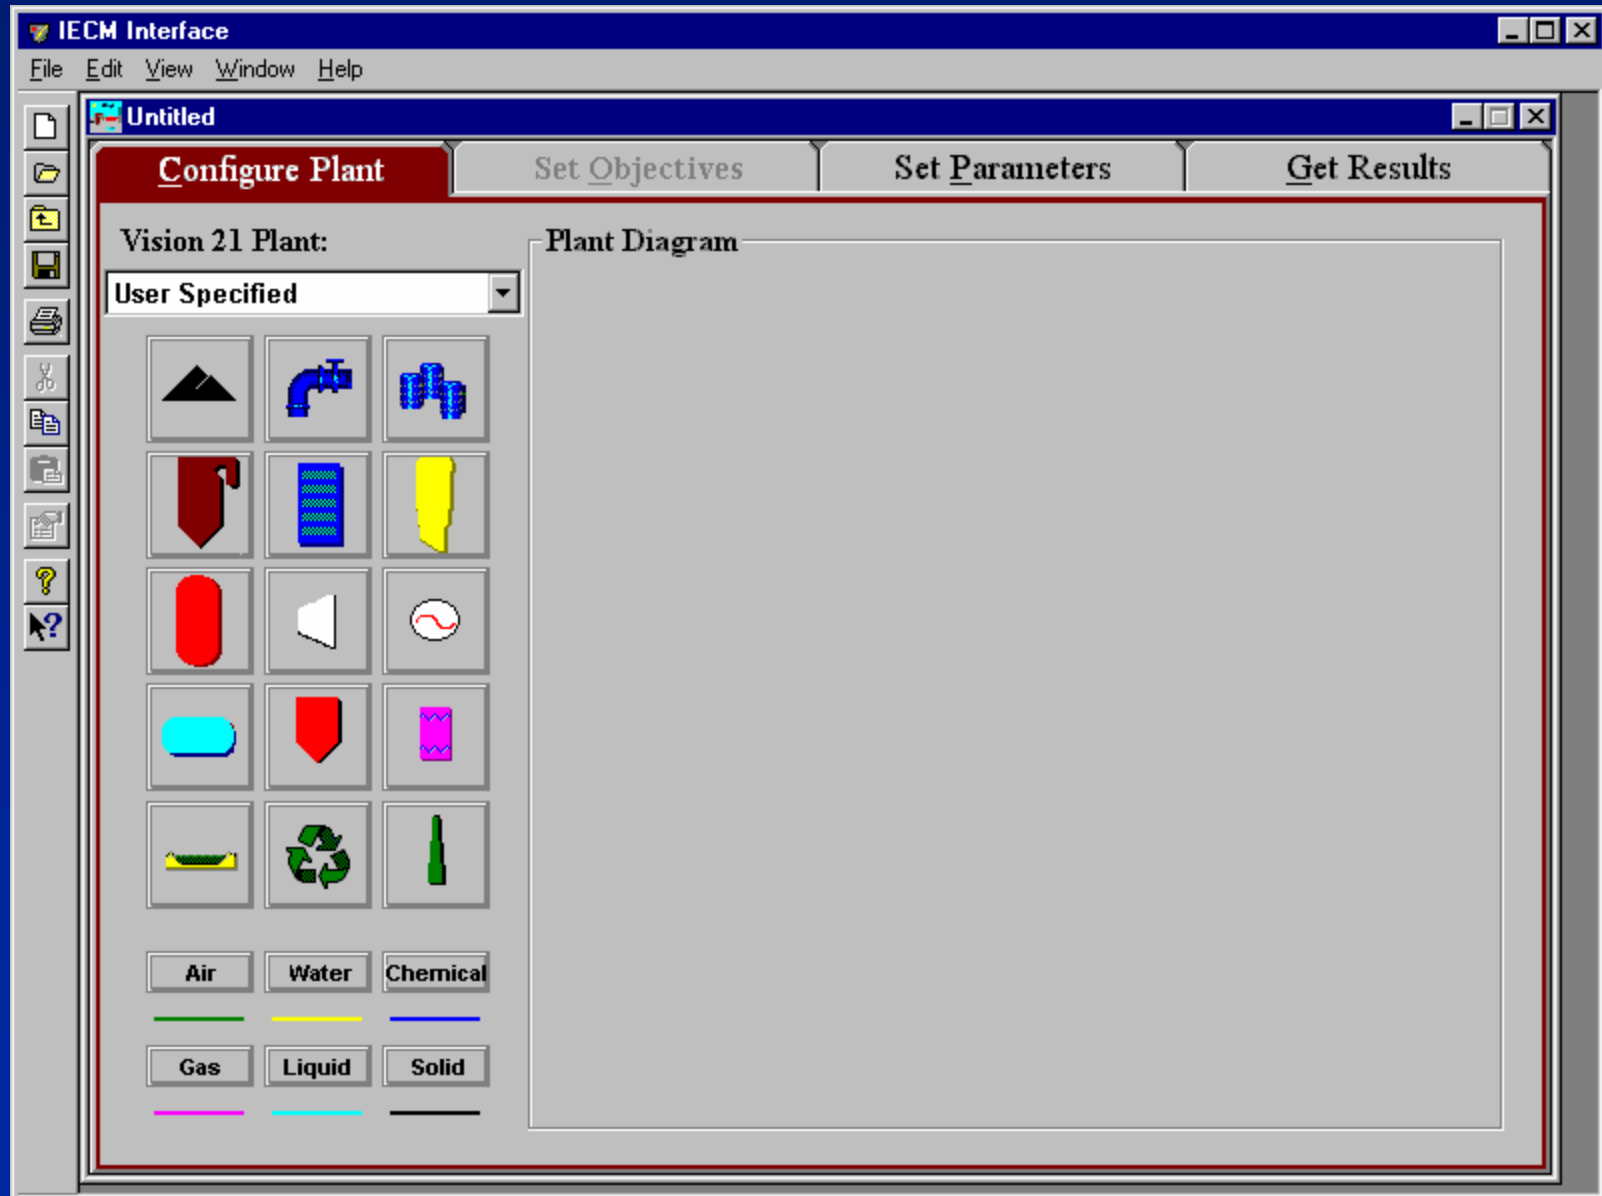 IECM Interface
File Edit View Window Help
Untitled
Configure Plant Set Objectives Set Parameters Get Results
Vision 21 Plant:
Plant Diagram
User Specified
Air Water Chemical
Gas Liquid Solid